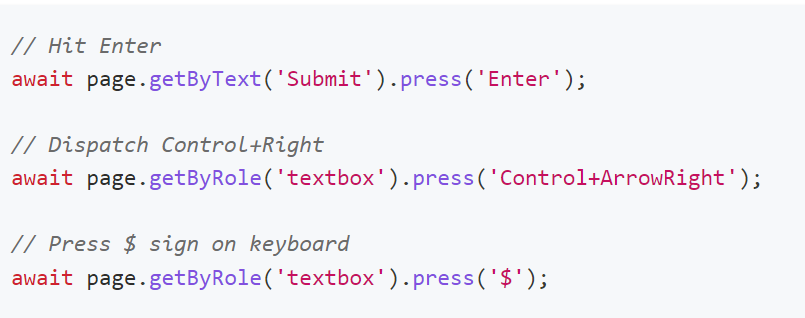 // Hit Enter
await page.getByText('Submit').press('Enter');
// Dispatch Control+Right
await page.getByRole('textbox').press('Control+ArrowRight');
// Press $ sign on keyboard
await page.getByRole('textbox').press('$');